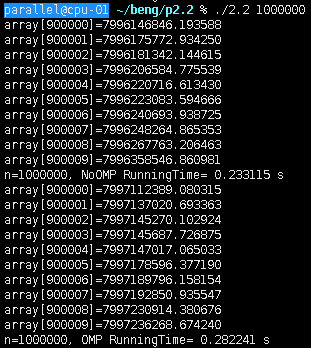 parallel@cpu-01 ~/beng/p2.2 % ./2.2 1000000
array[900000]=7996146846.193588
array[900001]=7996175772.934250
array[900002]=7996181342.144615
array[900003]=7996206584.775539
array[900004]=7996220716.613430
array[900005]=7996223083.594666
array[900006]=7996240693.938725
array[900007]=7996248264.865353
array[900008]=7996267763.206463
array[900009]=7996358546.860981
n=1000000, NoOMP RunningTime= 0.233115 s
array[900000]=7997112389.080315
array[900001]=7997137020.693363
array[900002]=7997145270.102924
array[900003]=7997145687.726875
array[900004]=7997147017.065033
array[900005]=7997178596.377190
array[900006]=7997189796.158154
array[900007]=7997192850.935547
array[900008]=7997230914.380676
array[900009]=7997236268.674240
n=1000000, OMP RunningTime= 0.282241 s